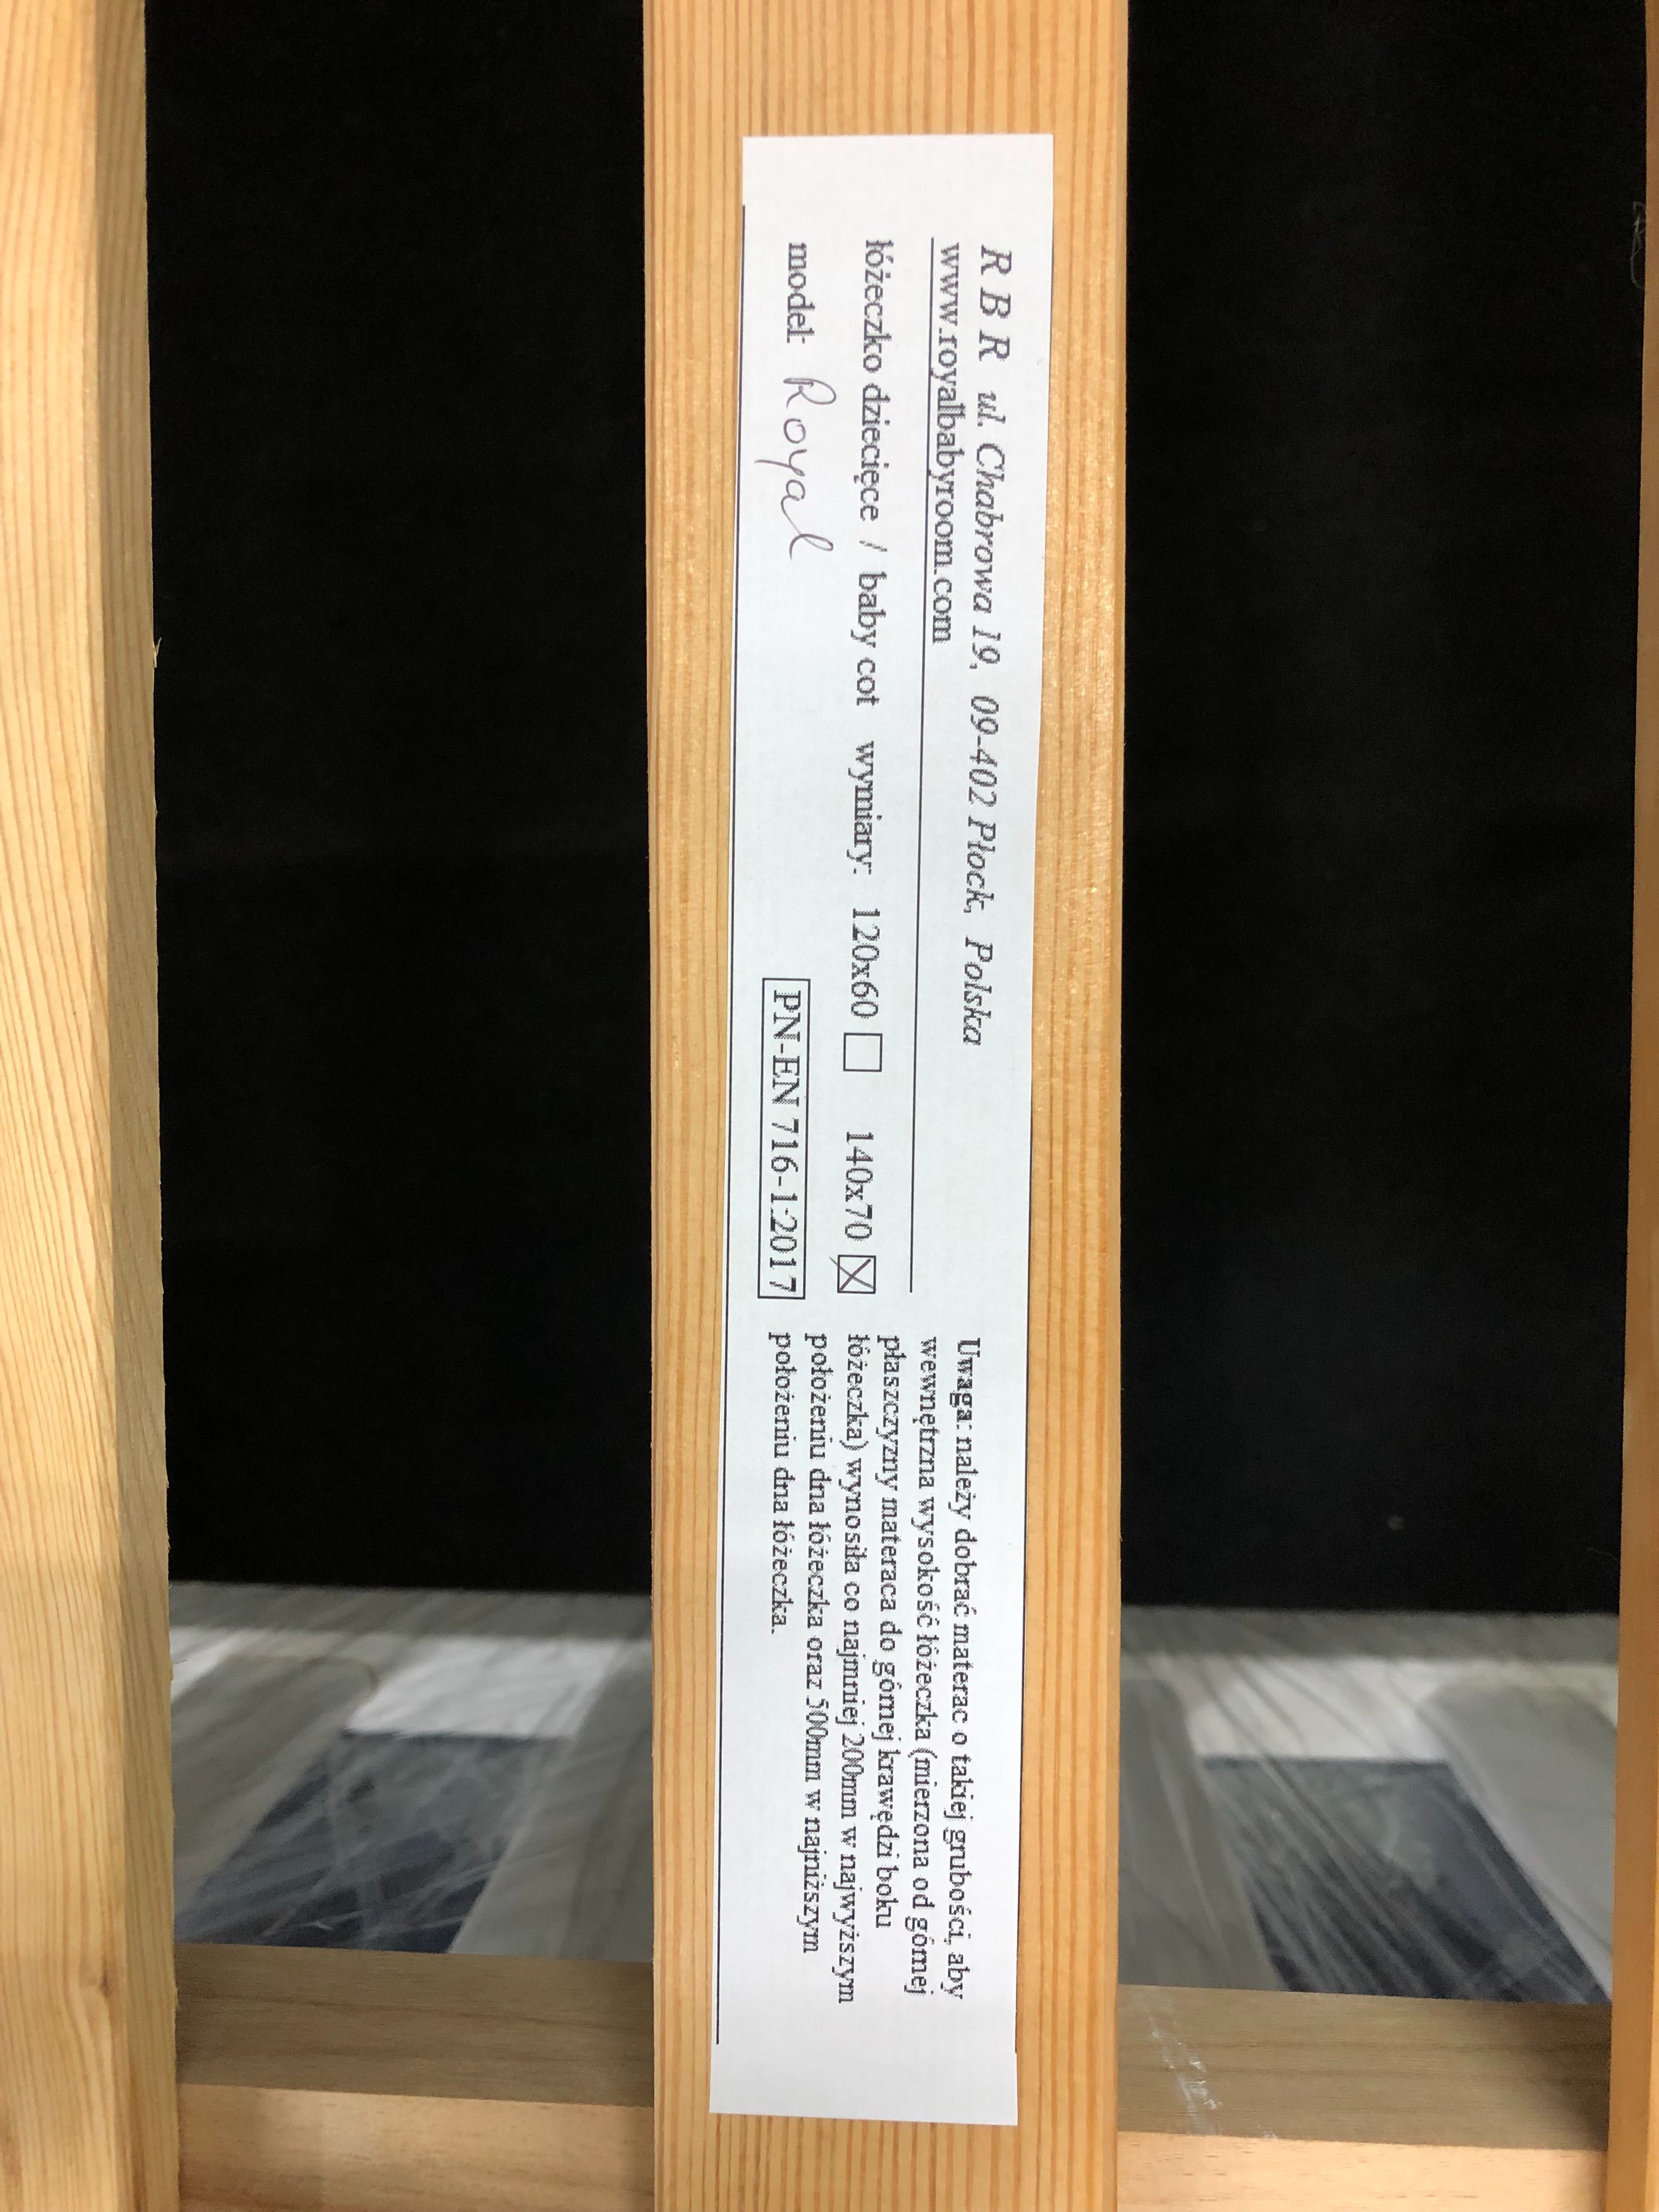 R B R ul. Chabrowa 19, 09-402 Płock, Polska
www.royalbabyroom.com
łóżeczko dziecięce / baby cot wymiary: 120x60 ☐ 140x70 ☒
model: Royal
PN-EN 716-1:2017
Uwaga: należy dobrać materac o takiej grubości, aby
wewnętrzna wysokość łóżeczka (mierzona od górnej
płaszczyzny materaca do górnej krawędzi boku
łóżeczka) wynosiła co najmniej 200mm w najwyższym
położeniu dna łóżeczka oraz 500mm w najniższym
położeniu dna łóżeczka.